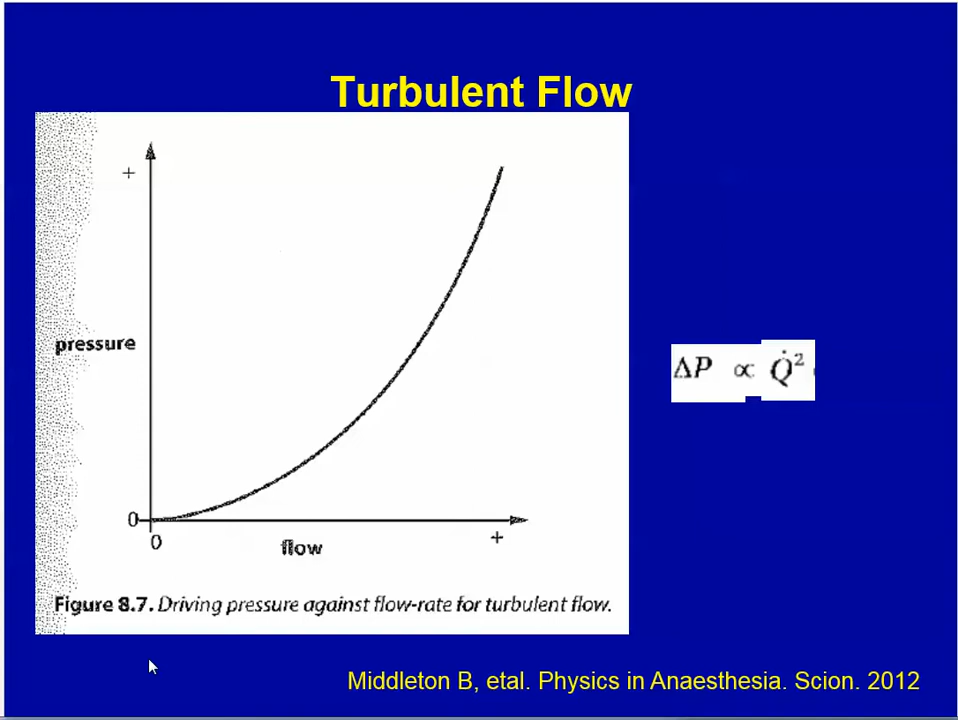 Turbulent Flow
+
pressure
0
0
flow
+
ΔP ∝ Q̇²
Figure 8.7. Driving pressure against flow-rate for turbulent flow.
Middleton B, etal. Physics in Anaesthesia. Scion. 2012